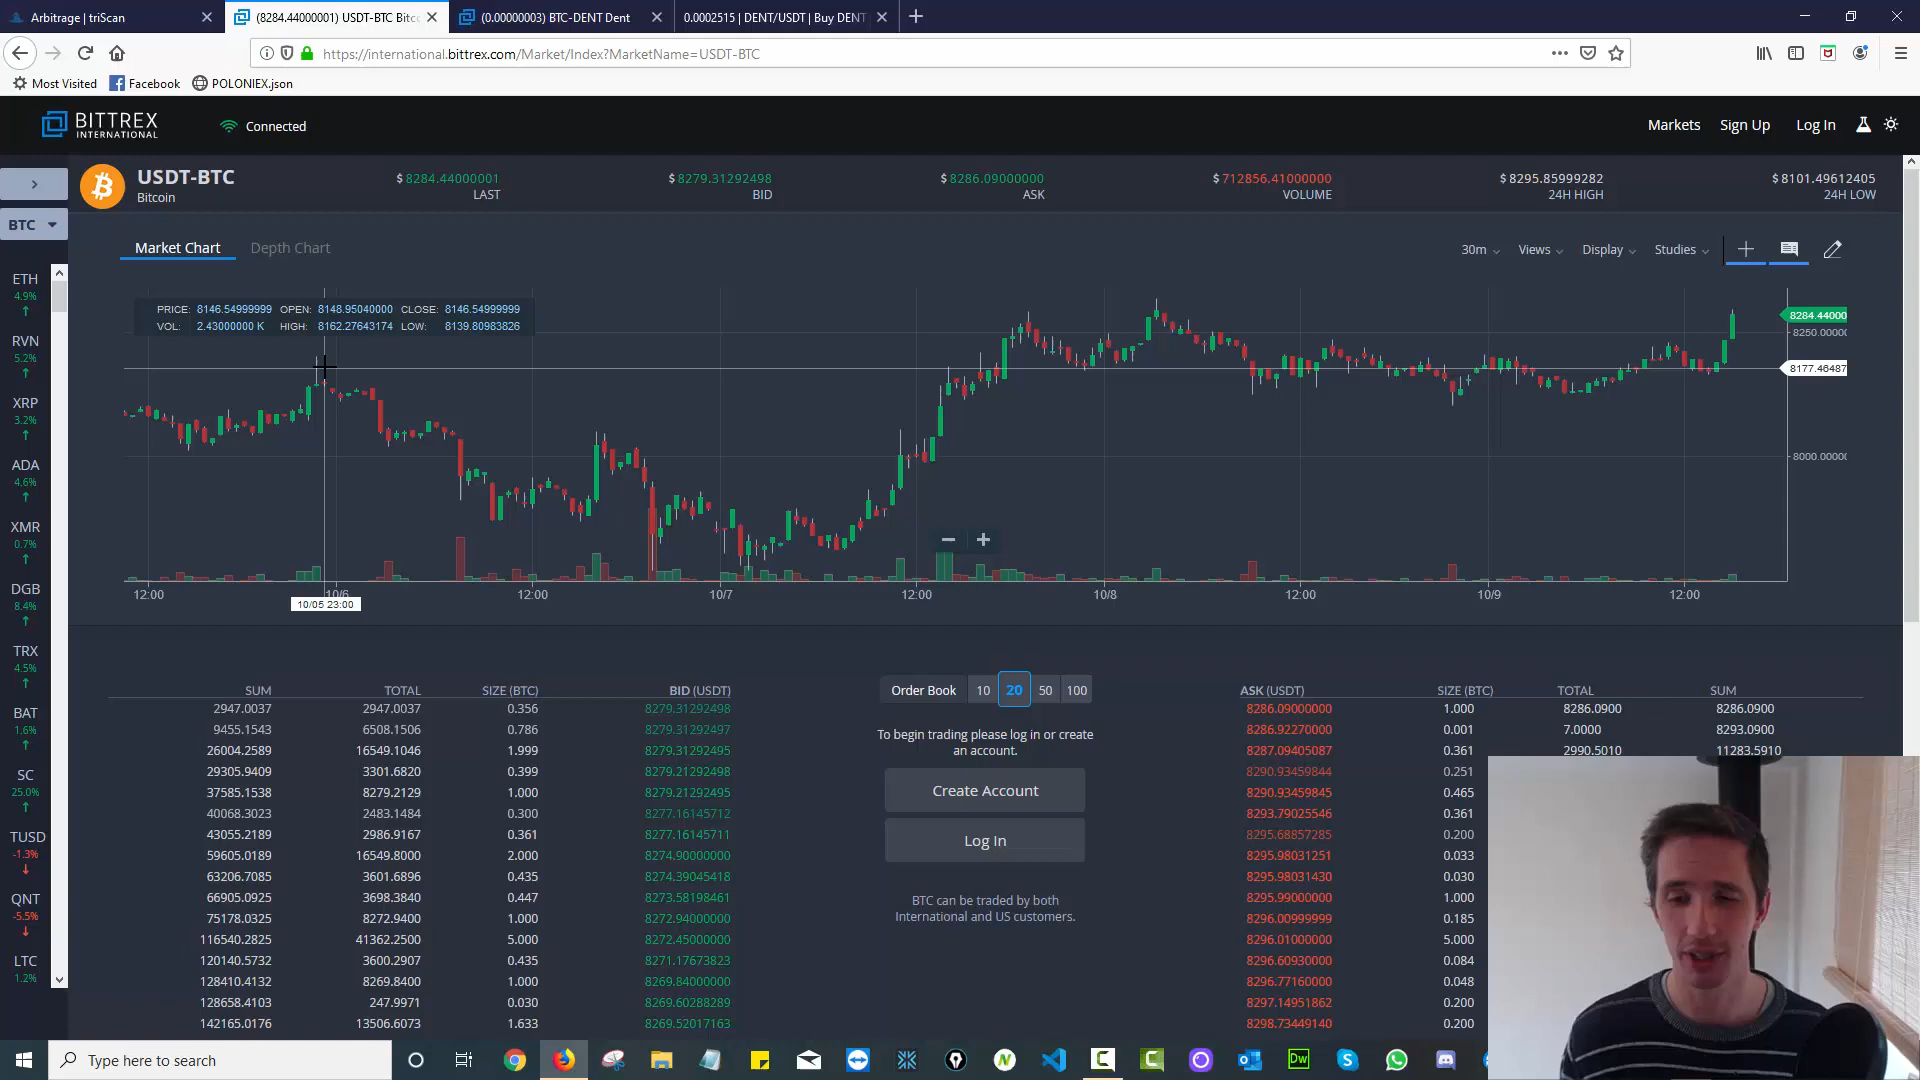 Arbitrage | triScan
(8284.44000001) USDT-BTC Bitco
(0.00000003) BTC-DENT Dent
0.0002515 | DENT/USDT | Buy DENT
https://international.bittrex.com/Market/Index?MarketName=USDT-BTC
Most Visited
Facebook
POLONIEX.json
BITTREX
INTERNATIONAL
Connected
Markets
Sign Up
Log In
USDT-BTC
Bitcoin
$ 8284.44000001
LAST
$ 8279.31292498
BID
$ 8286.09000000
ASK
$ 712856.41000000
VOLUME
$ 8295.85999282
24H HIGH
$ 8101.49612405
24H LOW
BTC
Market Chart
Depth Chart
30m
Views
Display
Studies
ETH
4.9%
RVN
5.2%
XRP
3.2%
ADA
4.6%
XMR
0.7%
DGB
8.4%
TRX
4.5%
BAT
1.6%
SC
25.0%
TUSD
-1.3%
QNT
-5.5%
LTC
1.2%
PRICE: 8146.54999999 OPEN: 8148.95040000 CLOSE: 8146.54999999
VOL: 2.43000000 K HIGH: 8162.27643174 LOW: 8139.80983826
8284.44000
8250.00000
8177.46487
8000.00000
12:00
10/6
12:00
10/7
12:00
10/8
12:00
10/9
12:00
10/05 23:00
SUM TOTAL SIZE (BTC) BID (USDT)
2947.0037 2947.0037 0.356 8279.31292498
9455.1543 6508.1506 0.786 8279.31292497
26004.2589 16549.1046 1.999 8279.31292495
29305.9409 3301.6820 0.399 8279.21292498
37585.1538 8279.2129 1.000 8279.21292495
40068.3023 2483.1484 0.300 8277.16145712
43055.2189 2986.9167 0.361 8277.16145711
59605.0189 16549.8000 2.000 8274.90000000
63206.7085 3601.6896 0.435 8274.39045418
66905.0925 3698.3840 0.447 8273.58198461
75178.0325 8272.9400 1.000 8272.94000000
116540.2825 41362.2500 5.000 8272.45000000
120140.5732 3600.2907 0.435 8271.17673823
128410.4132 8269.8400 1.000 8269.84000000
128658.4103 247.9971 0.030 8269.60288289
142165.0176 13506.6073 1.633 8269.52017163
Order Book 10 20 50 100
To begin trading please log in or create
an account.
Create Account
Log In
BTC can be traded by both
International and US customers.
ASK (USDT) SIZE (BTC) TOTAL SUM
8286.09000000 1.000 8286.0900 8286.0900
8286.92270000 0.001 7.0000 8293.0900
8287.09405087 0.361 2990.5010 11283.5910
8290.93459844 0.251
8290.93459845 0.465
8293.79025546 0.361
8295.68857285 0.200
8295.98031251 0.033
8295.98031430 0.030
8295.99000000 1.000
8296.00999999 0.185
8296.01000000 5.000
8296.60930000 0.084
8296.77160000 0.048
8297.14951862 0.200
8298.73449140 0.200
Type here to search
Dw